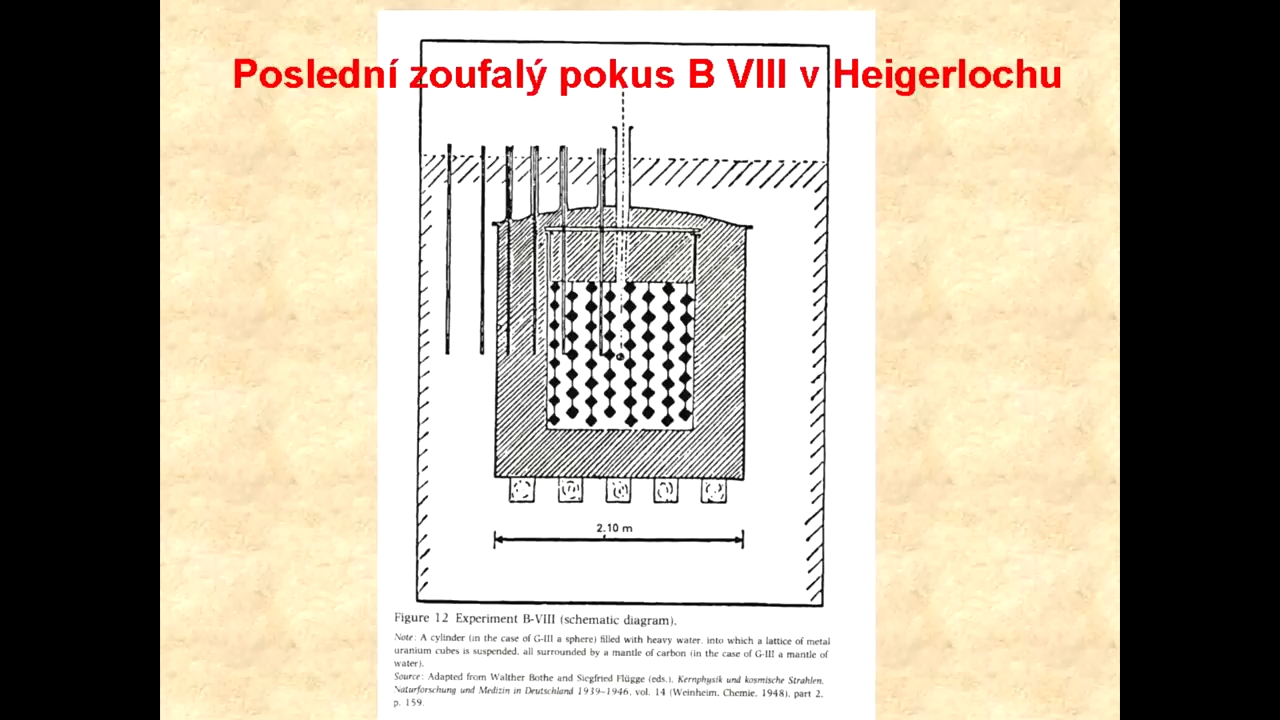 Poslední zoufalý pokus B VIII v Heigerlochu
2.10 m
Figure 12 Experiment B-VIII (schematic diagram).
Note: A cylinder (in the case of G-III a sphere) filled with heavy water, into which a lattice of metal
uranium cubes is suspended, all surrounded by a mantle of carbon (in the case of G-III a mantle of
water).
Source: Adapted from Walther Bothe and Siegfried Flügge (eds.), Kernphysik und kosmische Strahlen.
Naturforschung und Medizin in Deutschland 1939–1946, vol. 14 (Weinheim, Chemie, 1948), part 2,
p. 159.